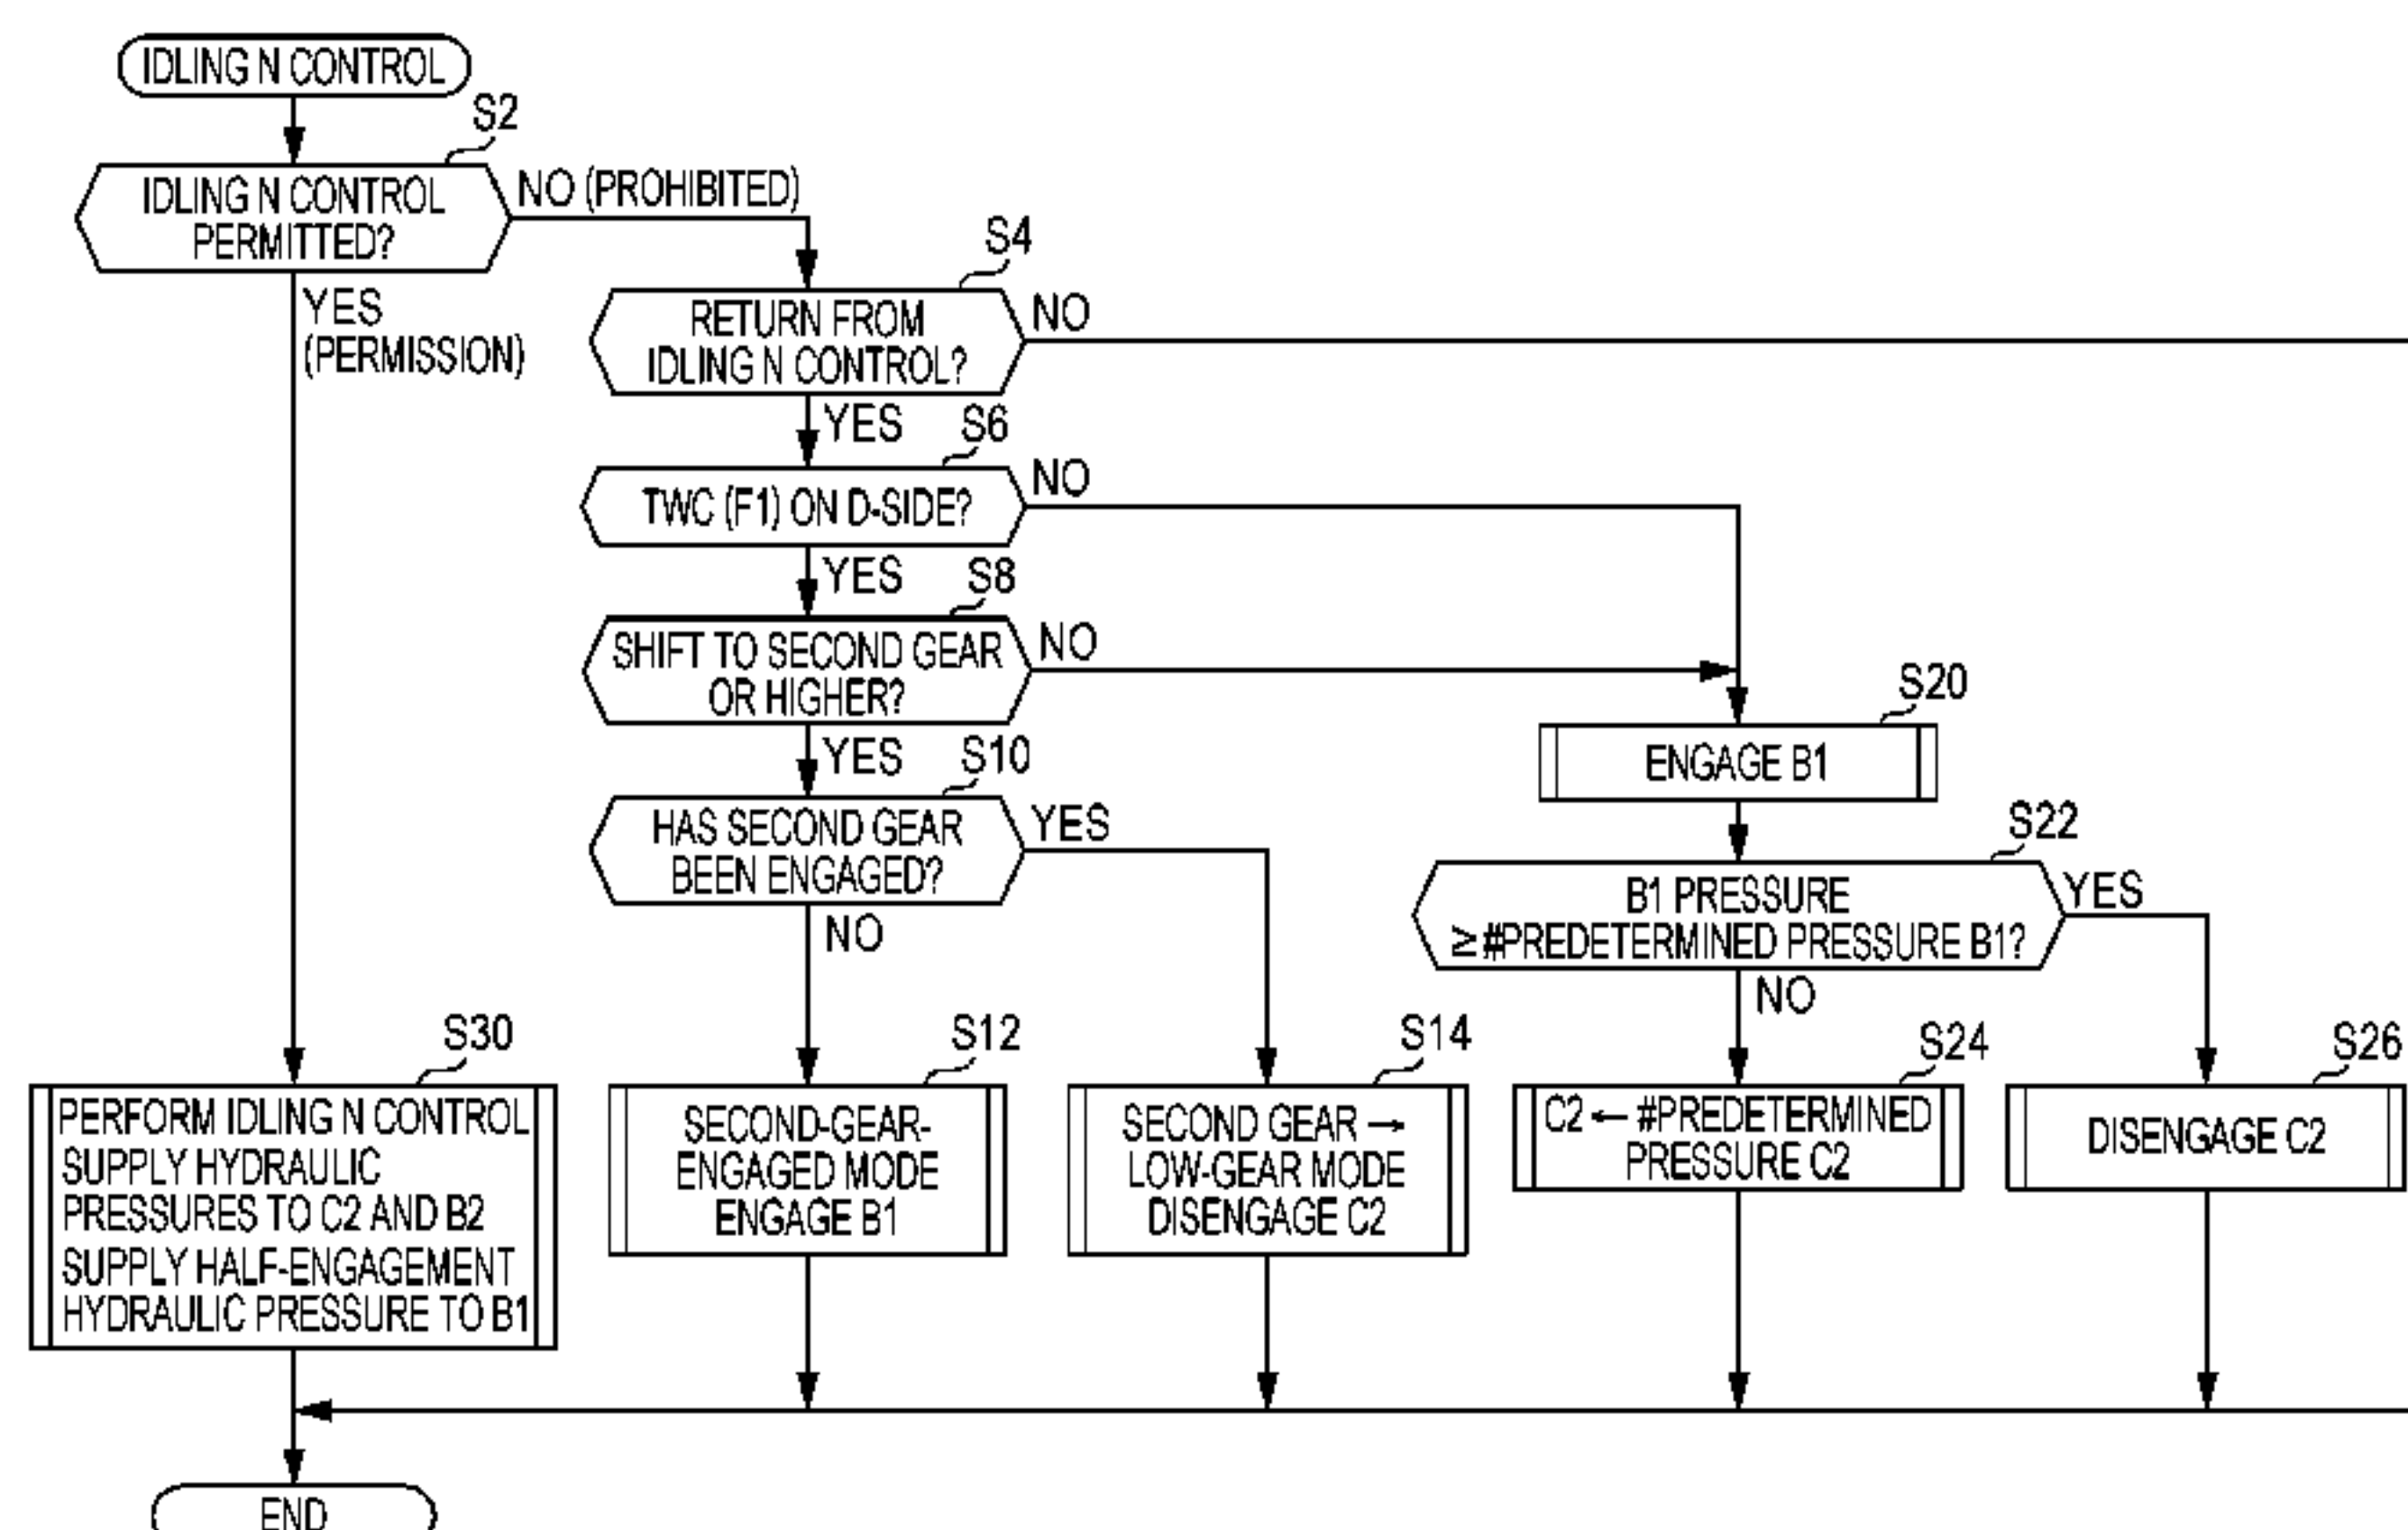 IDLING N CONTROL
S2
IDLING N CONTROL
PERMITTED?
NO (PROHIBITED)
YES
(PERMISSION)
S4
RETURN FROM
IDLING N CONTROL?
NO
YES
S6
TWC (F1) ON D-SIDE?
NO
YES
S8
SHIFT TO SECOND GEAR
OR HIGHER?
NO
YES
S10
HAS SECOND GEAR
BEEN ENGAGED?
YES
NO
S20
ENGAGE B1
S22
B1 PRESSURE
≥ #PREDETERMINED PRESSURE B1?
YES
NO
S30
PERFORM IDLING N CONTROL
SUPPLY HYDRAULIC
PRESSURES TO C2 AND B2
SUPPLY HALF-ENGAGEMENT
HYDRAULIC PRESSURE TO B1
S12
SECOND-GEAR-
ENGAGED MODE
ENGAGE B1
S14
SECOND GEAR →
LOW-GEAR MODE
DISENGAGE C2
S24
C2 ← #PREDETERMINED
PRESSURE C2
S26
DISENGAGE C2
END